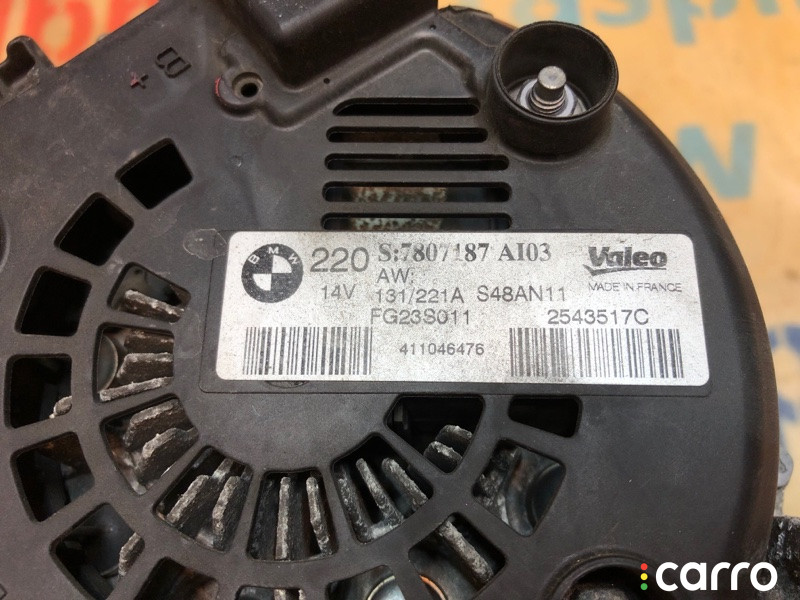 B
+
BMW
220 S:7807187 AI03
AW:
14V 131/221A S48AN11
FG23S011
411046476
Valeo
MADE IN FRANCE
2543517C
carro